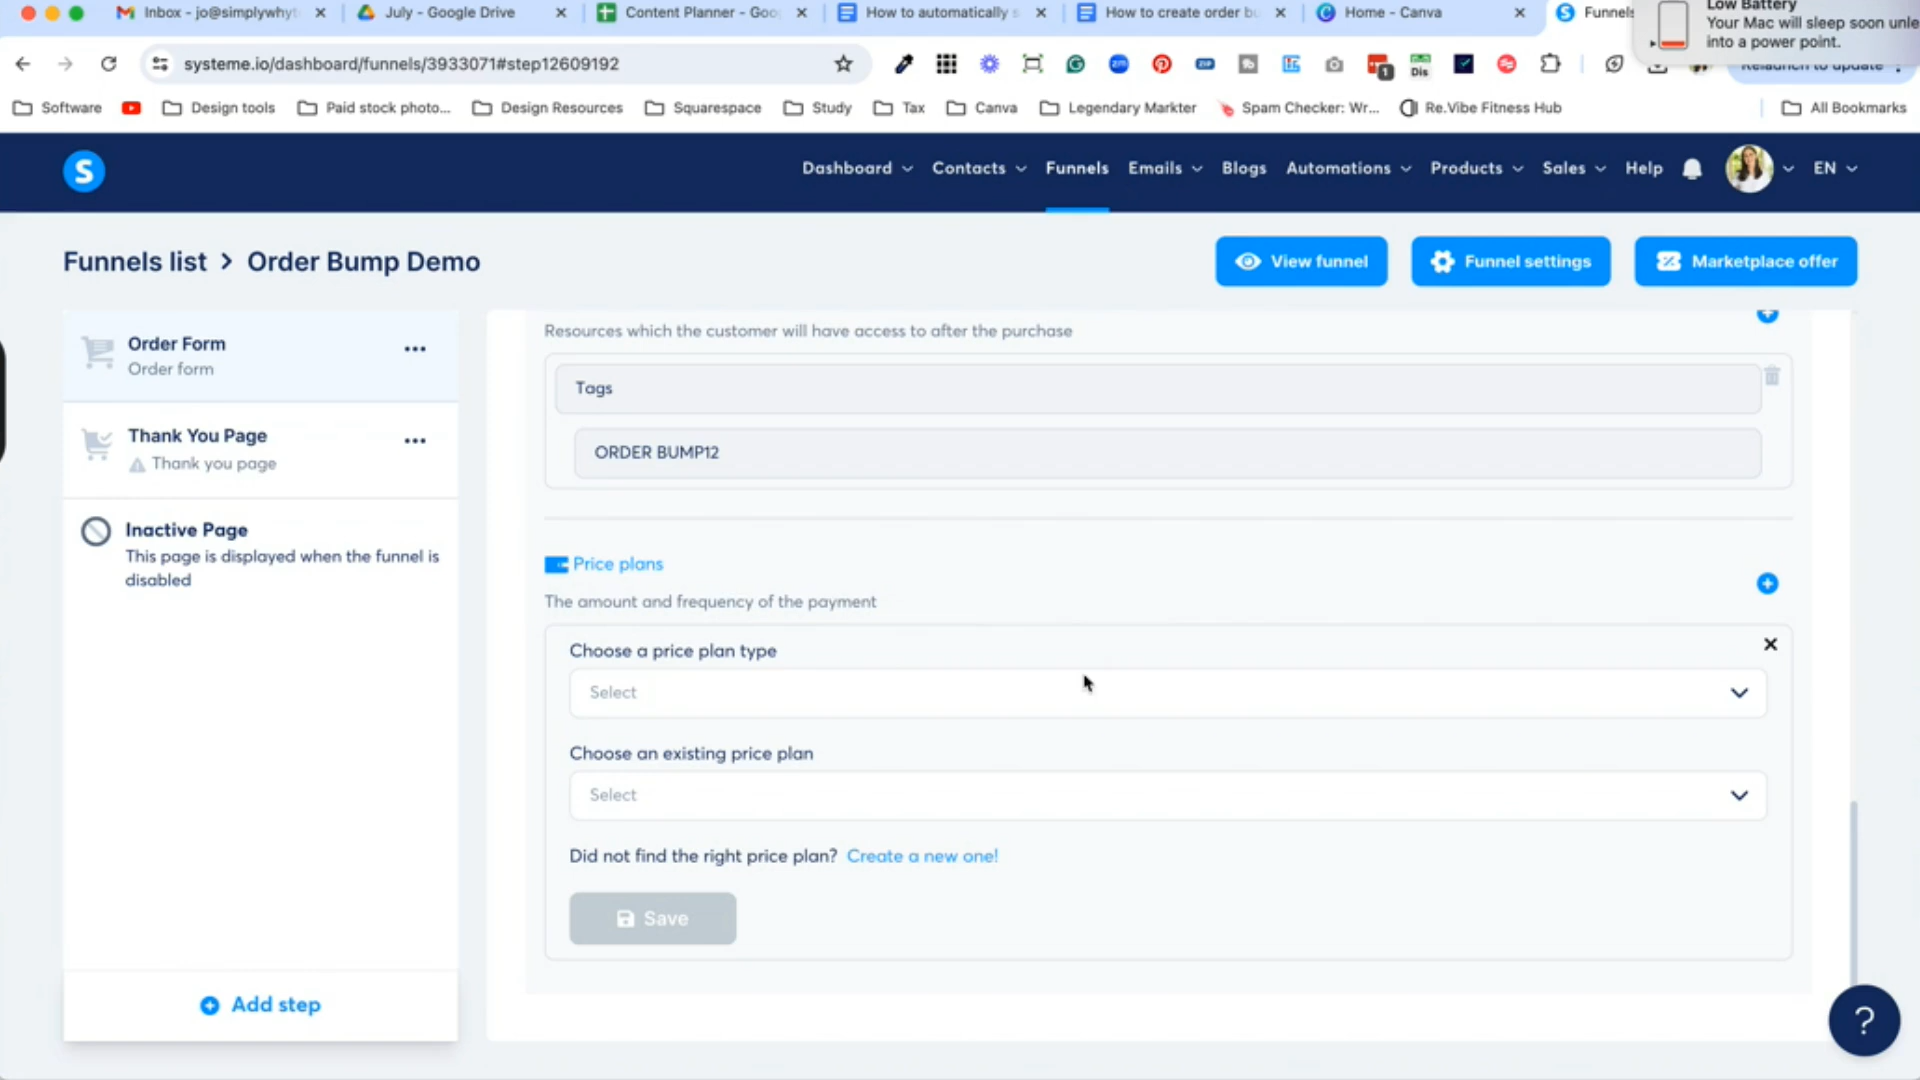 Inbox - jo@simplywhyt
July - Google Drive
Content Planner - Goo
How to automatically s
How to create order bu
Home - Canva
Funnels
Low Battery
Your Mac will sleep soon unle
into a power point.
systeme.io/dashboard/funnels/3933071#step12609192
Relaunch to update
Software
Design tools
Paid stock photo...
Design Resources
Squarespace
Study
Tax
Canva
Legendary Markter
Spam Checker: Wr...
Re.Vibe Fitness Hub
All Bookmarks
S
Dashboard
Contacts
Funnels
Emails
Blogs
Automations
Products
Sales
Help
EN
Funnels list > Order Bump Demo
View funnel
Funnel settings
Marketplace offer
Order Form
Order form
Thank You Page
Thank you page
Inactive Page
This page is displayed when the funnel is
disabled
Add step
Resources which the customer will have access to after the purchase
Tags
ORDER BUMP12
Price plans
The amount and frequency of the payment
Choose a price plan type
Select
Choose an existing price plan
Select
Did not find the right price plan? Create a new one!
Save
?